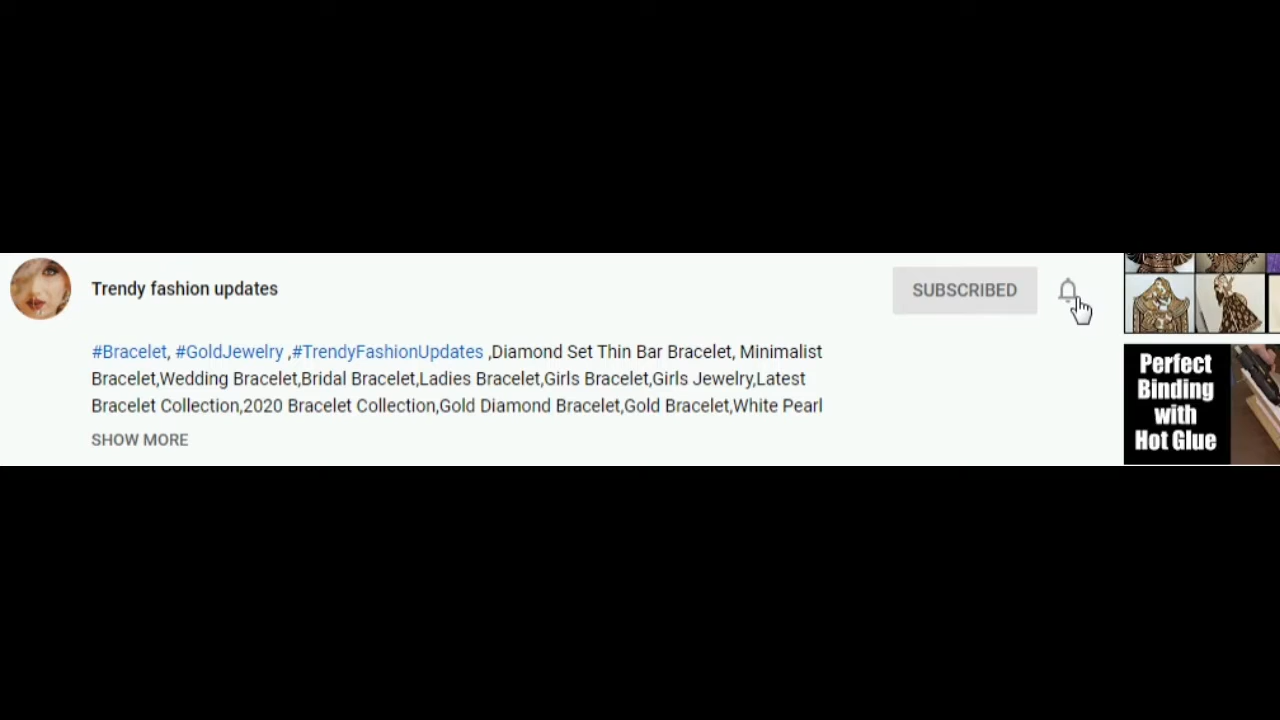 Trendy fashion updates
SUBSCRIBED
#Bracelet, #GoldJewelry ,#TrendyFashionUpdates ,Diamond Set Thin Bar Bracelet, Minimalist
Bracelet,Wedding Bracelet,Bridal Bracelet,Ladies Bracelet,Girls Bracelet,Girls Jewelry,Latest
Bracelet Collection,2020 Bracelet Collection,Gold Diamond Bracelet,Gold Bracelet,White Pearl
SHOW MORE
Perfect
Binding
with
Hot Glue